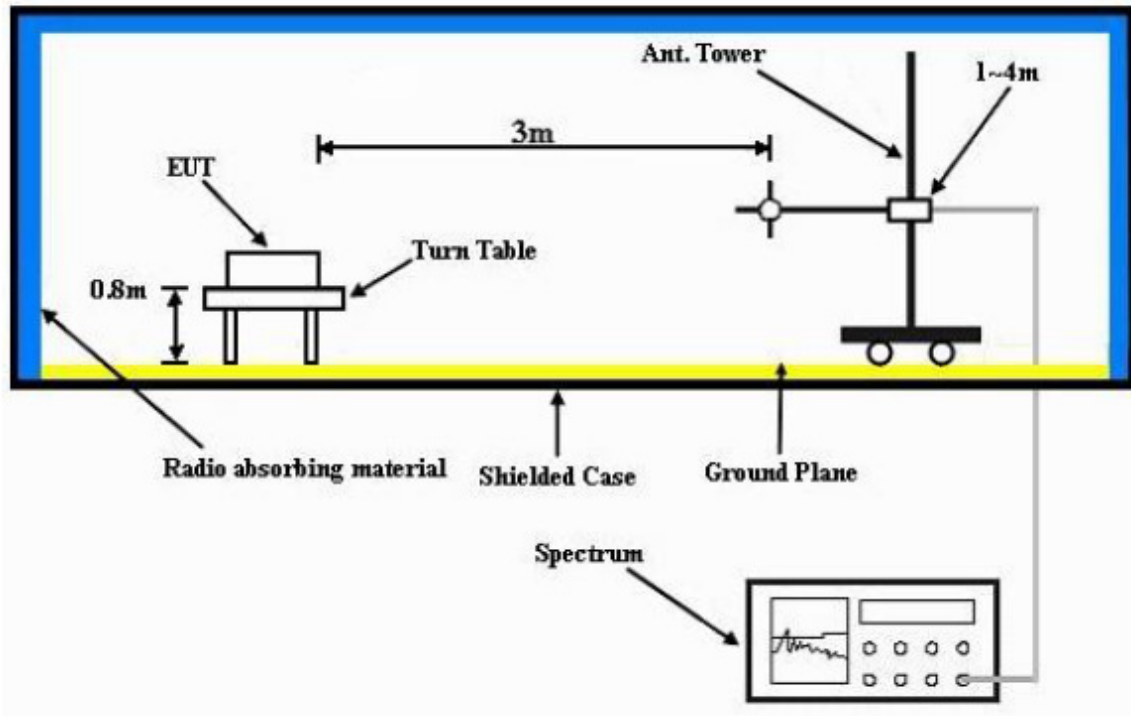 Ant. Tower
1~4m
3m
EUT
Turn Table
0.8m
Radio absorbing material
Shielded Case
Ground Plane
Spectrum